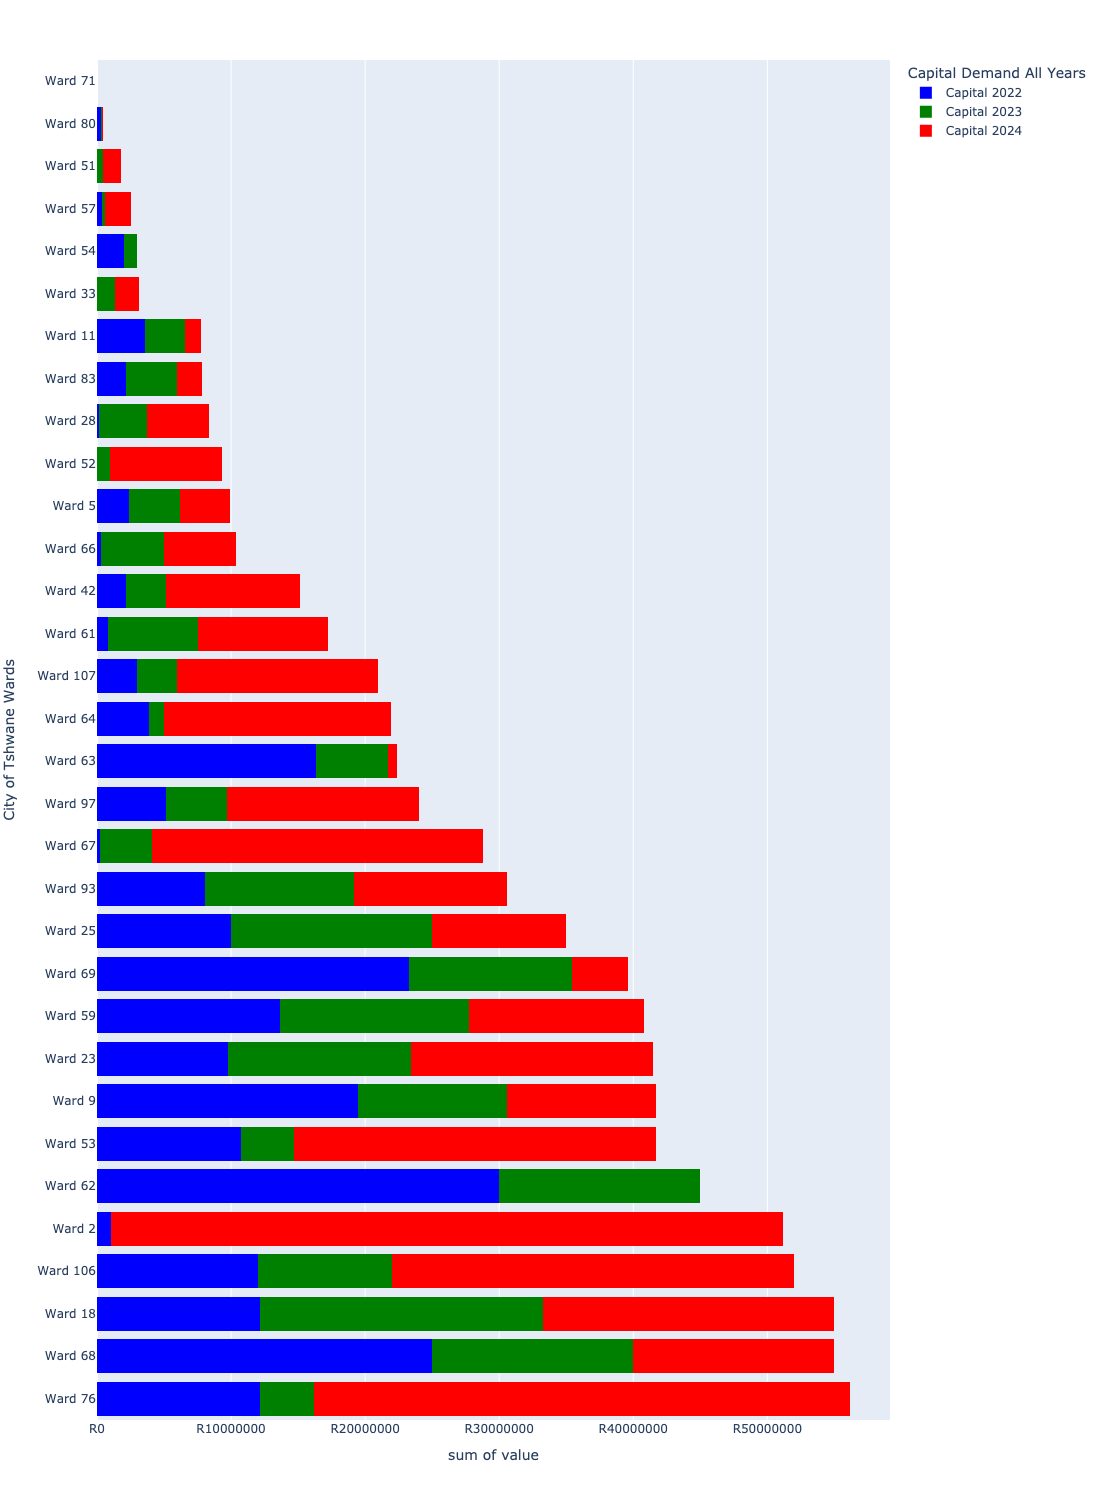 Capital Demand All Years
Capital 2022
Capital 2023
Capital 2024
City of Tshwane Wards
Ward 71
Ward 80
Ward 51
Ward 57
Ward 54
Ward 33
Ward 11
Ward 83
Ward 28
Ward 52
Ward 5
Ward 66
Ward 42
Ward 61
Ward 107
Ward 64
Ward 63
Ward 97
Ward 67
Ward 93
Ward 25
Ward 69
Ward 59
Ward 23
Ward 9
Ward 53
Ward 62
Ward 2
Ward 106
Ward 18
Ward 68
Ward 76
R0 R10000000 R20000000 R30000000 R40000000 R50000000
sum of value